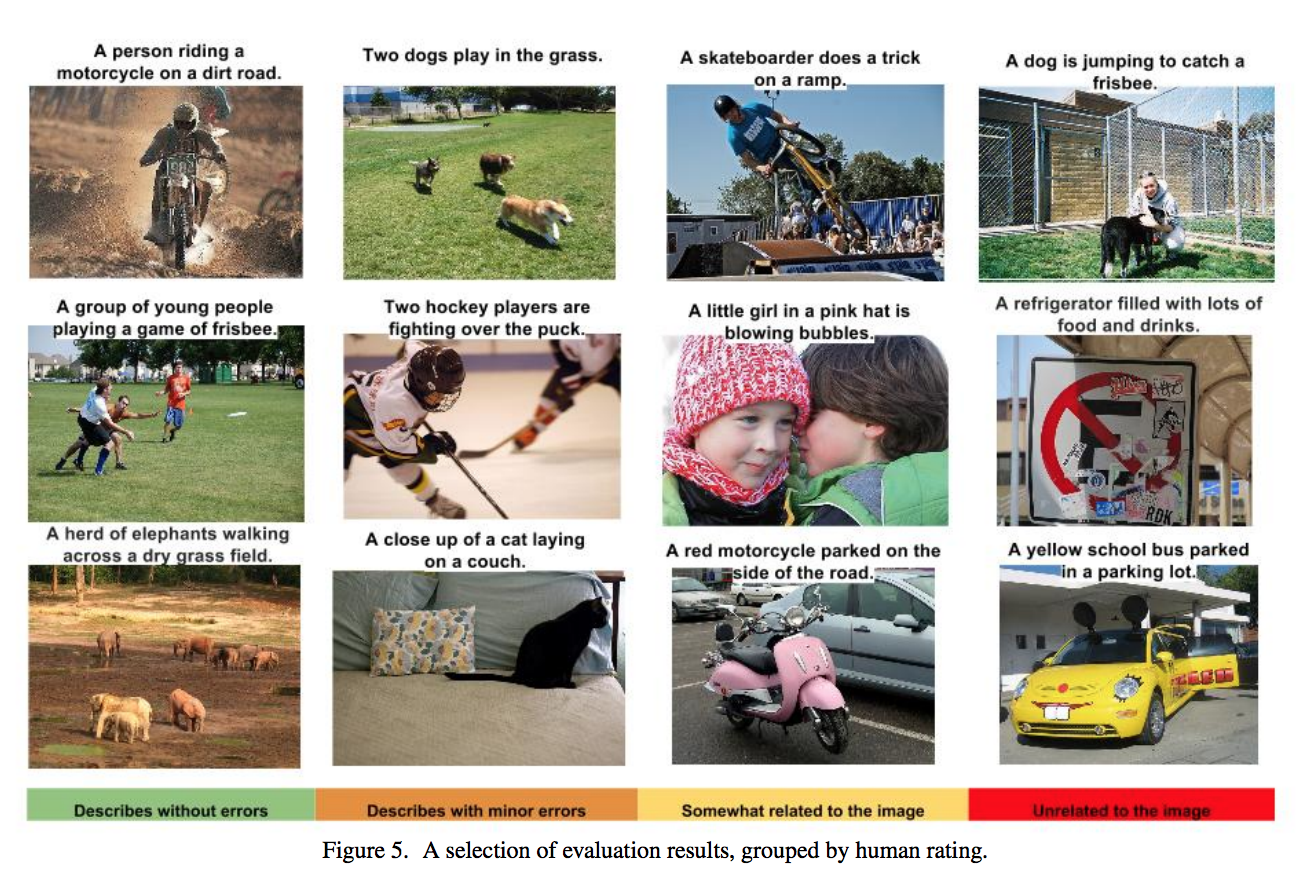 A person riding a
motorcycle on a dirt road.
Two dogs play in the grass.
A skateboarder does a trick
on a ramp.
A dog is jumping to catch a
frisbee.
A group of young people
playing a game of frisbee.
Two hockey players are
fighting over the puck.
A little girl in a pink hat is
blowing bubbles.
A refrigerator filled with lots of
food and drinks.
RDK
A herd of elephants walking
across a dry grass field.
A close up of a cat laying
on a couch.
A red motorcycle parked on the
side of the road.
A yellow school bus parked
in a parking lot.
Describes without errors
Describes with minor errors
Somewhat related to the image
Unrelated to the image
Figure 5. A selection of evaluation results, grouped by human rating.